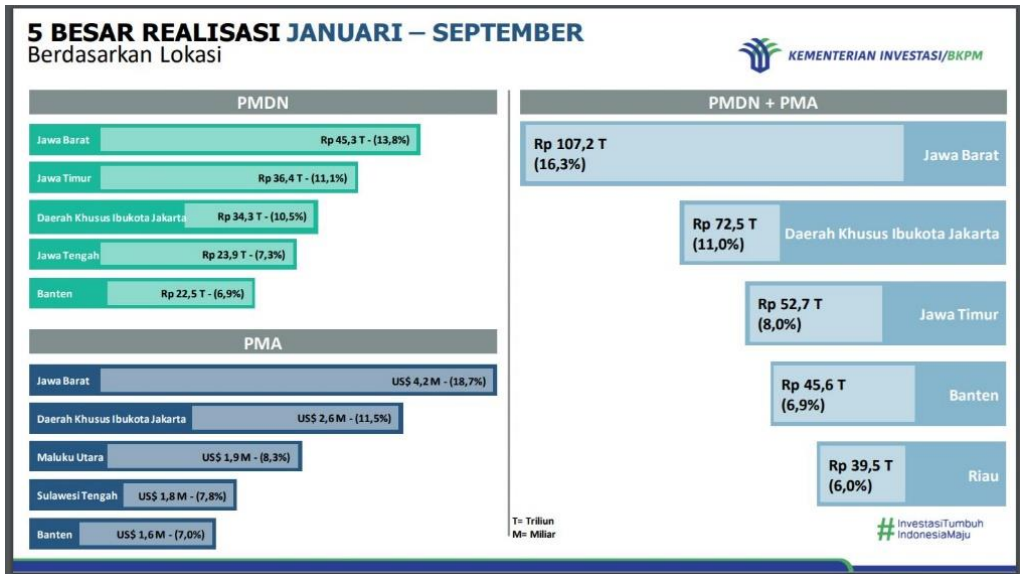 5 BESAR REALISASI JANUARI – SEPTEMBER
Berdasarkan Lokasi
KEMENTERIAN INVESTASI/BKPM
PMDN
Jawa Barat Rp 45,3 T - (13,8%)
Jawa Timur Rp 36,4 T - (11,1%)
Daerah Khusus Ibukota Jakarta Rp 34,3 T - (10,5%)
Jawa Tengah Rp 23,9 T - (7,3%)
Banten Rp 22,5 T - (6,9%)
PMA
Jawa Barat US$ 4,2 M - (18,7%)
Daerah Khusus Ibukota Jakarta US$ 2,6 M - (11,5%)
Maluku Utara US$ 1,9 M - (8,3%)
Sulawesi Tengah US$ 1,8 M - (7,8%)
Banten US$ 1,6 M - (7,0%)
PMDN + PMA
Rp 107,2 T
(16,3%)
Jawa Barat
Rp 72,5 T
(11,0%)
Daerah Khusus Ibukota Jakarta
Rp 52,7 T
(8,0%)
Jawa Timur
Rp 45,6 T
(6,9%)
Banten
Rp 39,5 T
(6,0%)
Riau
T= Triliun
M= Miliar
# InvestasiTumbuh
IndonesiaMaju